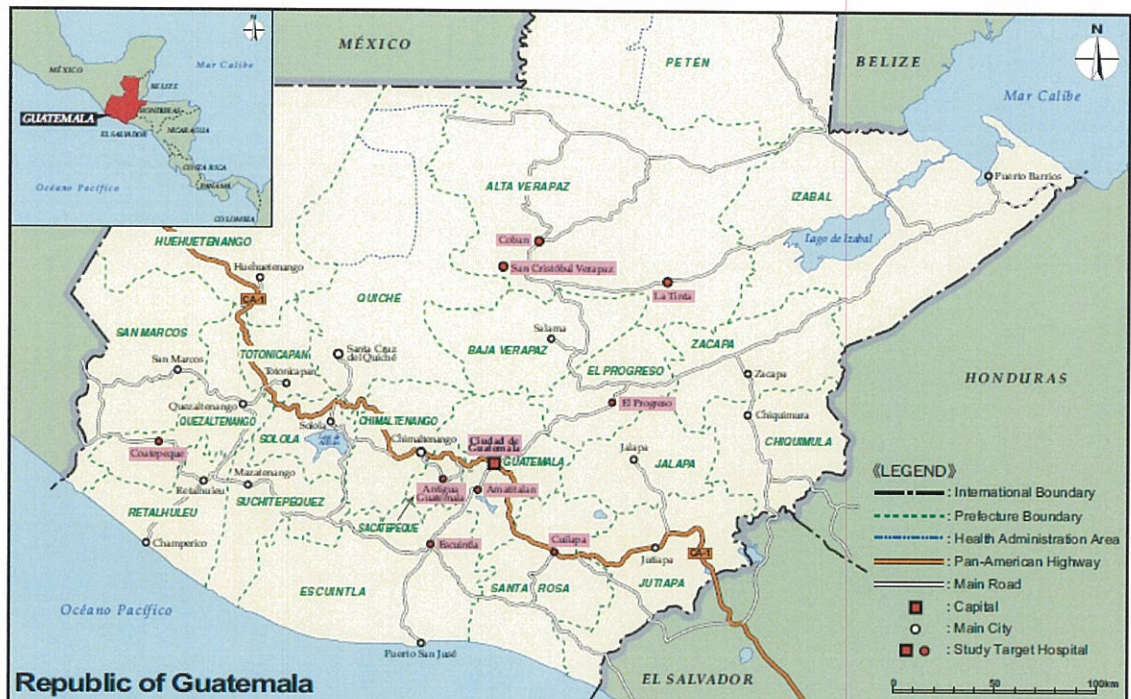 N
MÉXICO
Mar Calibe
BELIZE
HONDURAS
GUATEMALA
EL SALVADOR
NICARAGUA
COSTA RICA
PANAMA
Océano Pacífico
COLOMBIA
MÉXICO
PETÉN
BELIZE
N
Mar Calibe
Puerto Barrios
ALTA VERAPAZ
IZABAL
Lago de Izabal
Coban
San Cristóbal Verapaz
La Tinta
HUEHUETENANGO
Huehuetenango
CA-1
QUICHÉ
SAN MARCOS
San Marcos
TOTONICAPAN
Totonicapan
Santa Cruz
del Quiché
Salama
BAJA VERAPAZ
ZACAPA
EL PROGRESO
Zacapa
HONDURAS
El Progreso
Chiquimura
Quezaltenango
QUEZALTENANGO
Solola
SOLOLA
CHIMALTENANGO
Chimaltenango
Ciudad de
Guatemala
GUATEMALA
Jalapa
JALAPA
CHIQUIMULA
Coatepeque
Mazatenango
Retalhuleu
SUCHITEPEQUEZ
Antigua
Guatemala
Amatitalan
RETALHULEU
SACATEPEQUE
Champerico
Escuintla
Cuilapa
Jutiapa
CA-1
ESCUINTLA
SANTA ROSA
JUTIAPA
Océano Pacífico
Puerto San José
EL SALVADOR
《LEGEND》
: International Boundary
: Prefecture Boundary
: Health Administration Area
: Pan-American Highway
: Main Road
: Capital
: Main City
: Study Target Hospital
0 50 100km
Republic of Guatemala